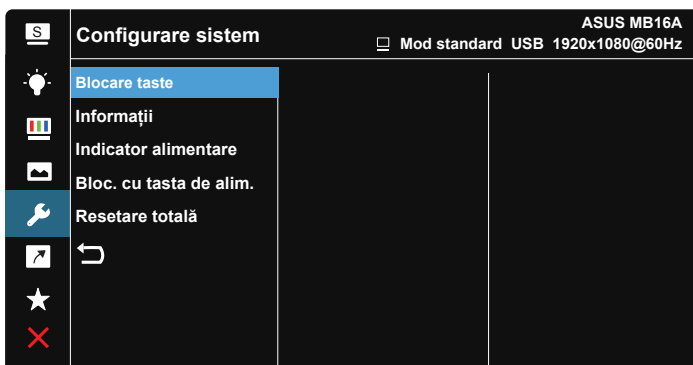 S
Configurare sistem
ASUS MB16A
Mod standard USB 1920x1080@60Hz
Blocare taste
Informații
Indicator alimentare
Bloc. cu tasta de alim.
Resetare totală